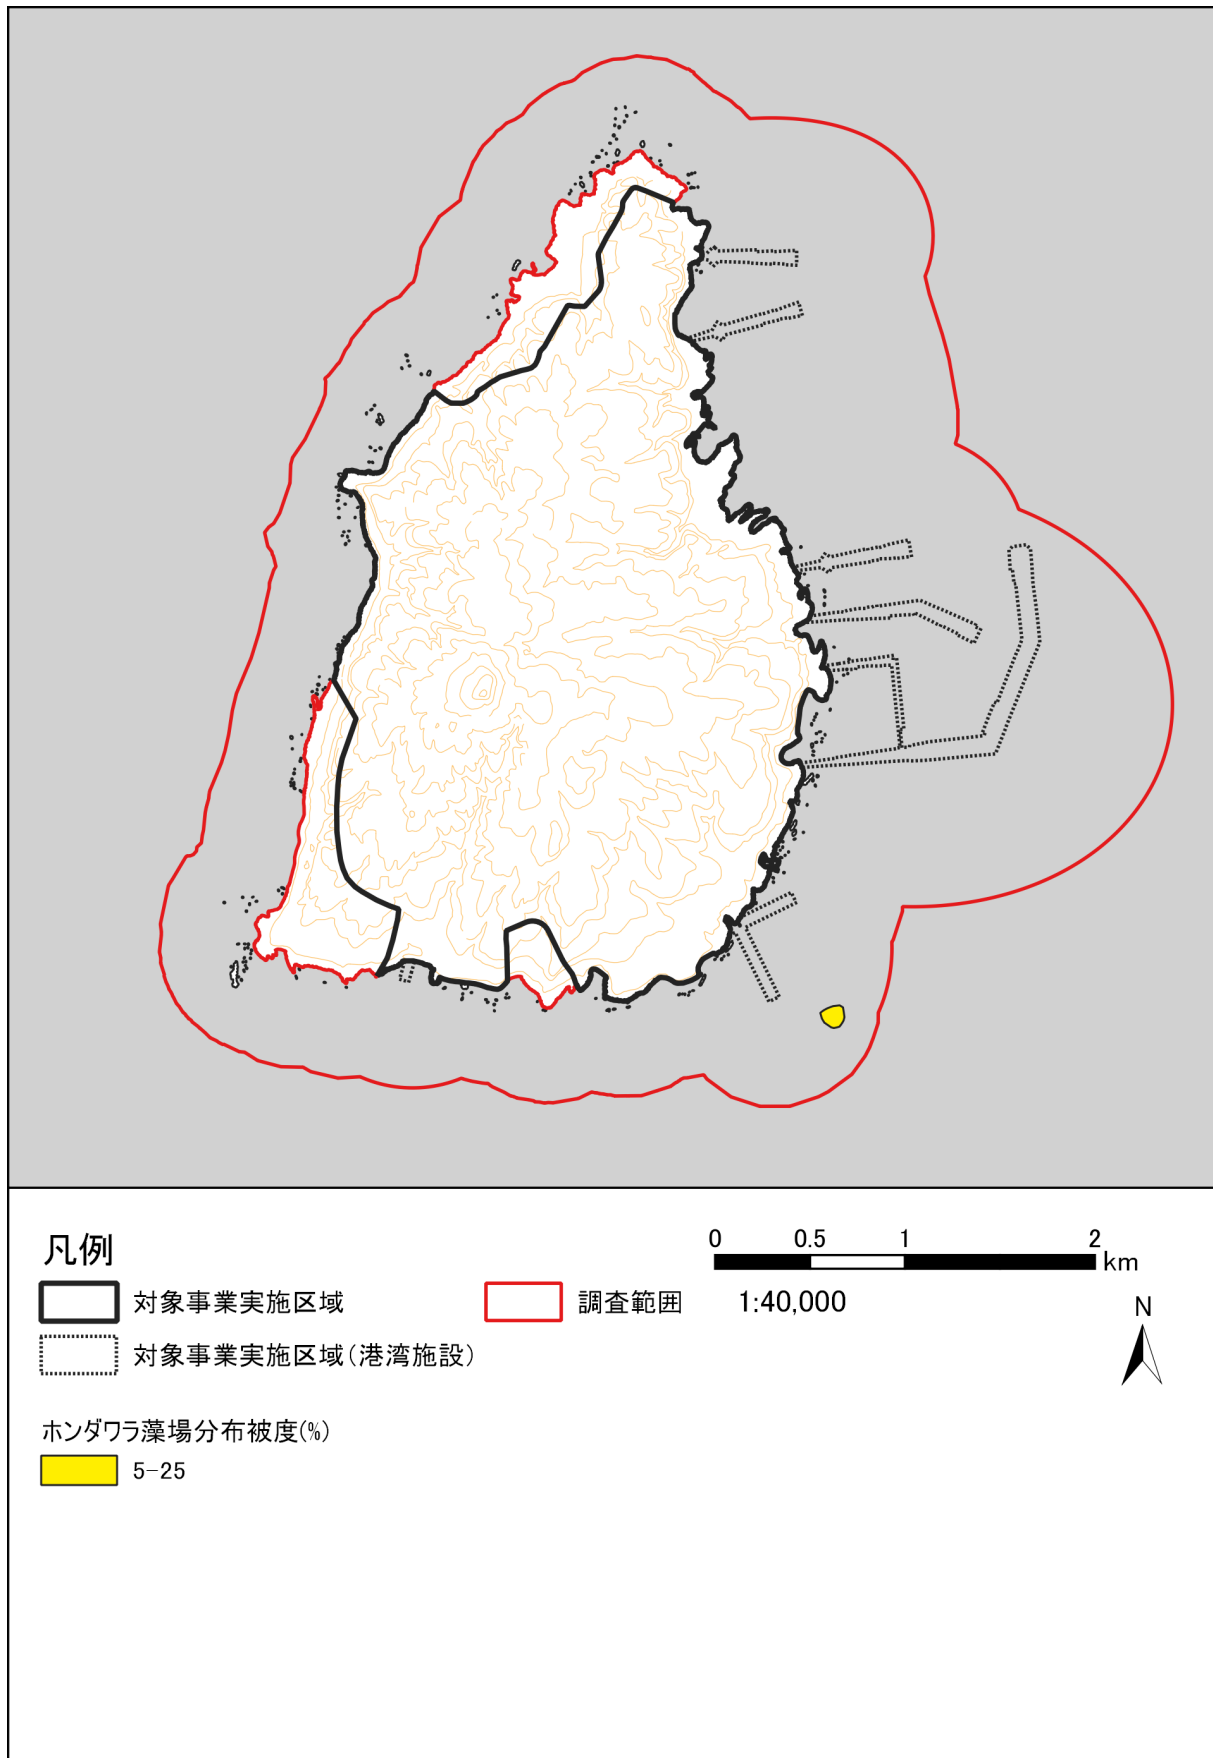 凡例
対象事業実施区域
対象事業実施区域(港湾施設)
調査範囲
0 0.5 1 2
km
1:40,000
N
ホンダワラ藻場分布被度(%)
5-25